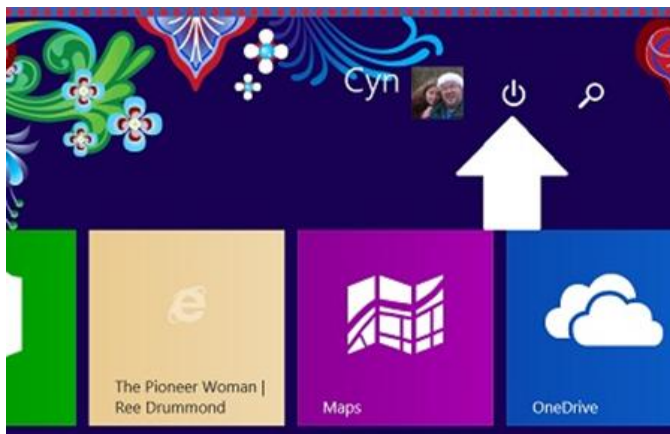 Cyn
The Pioneer Woman |
Ree Drummond
Maps
OneDrive